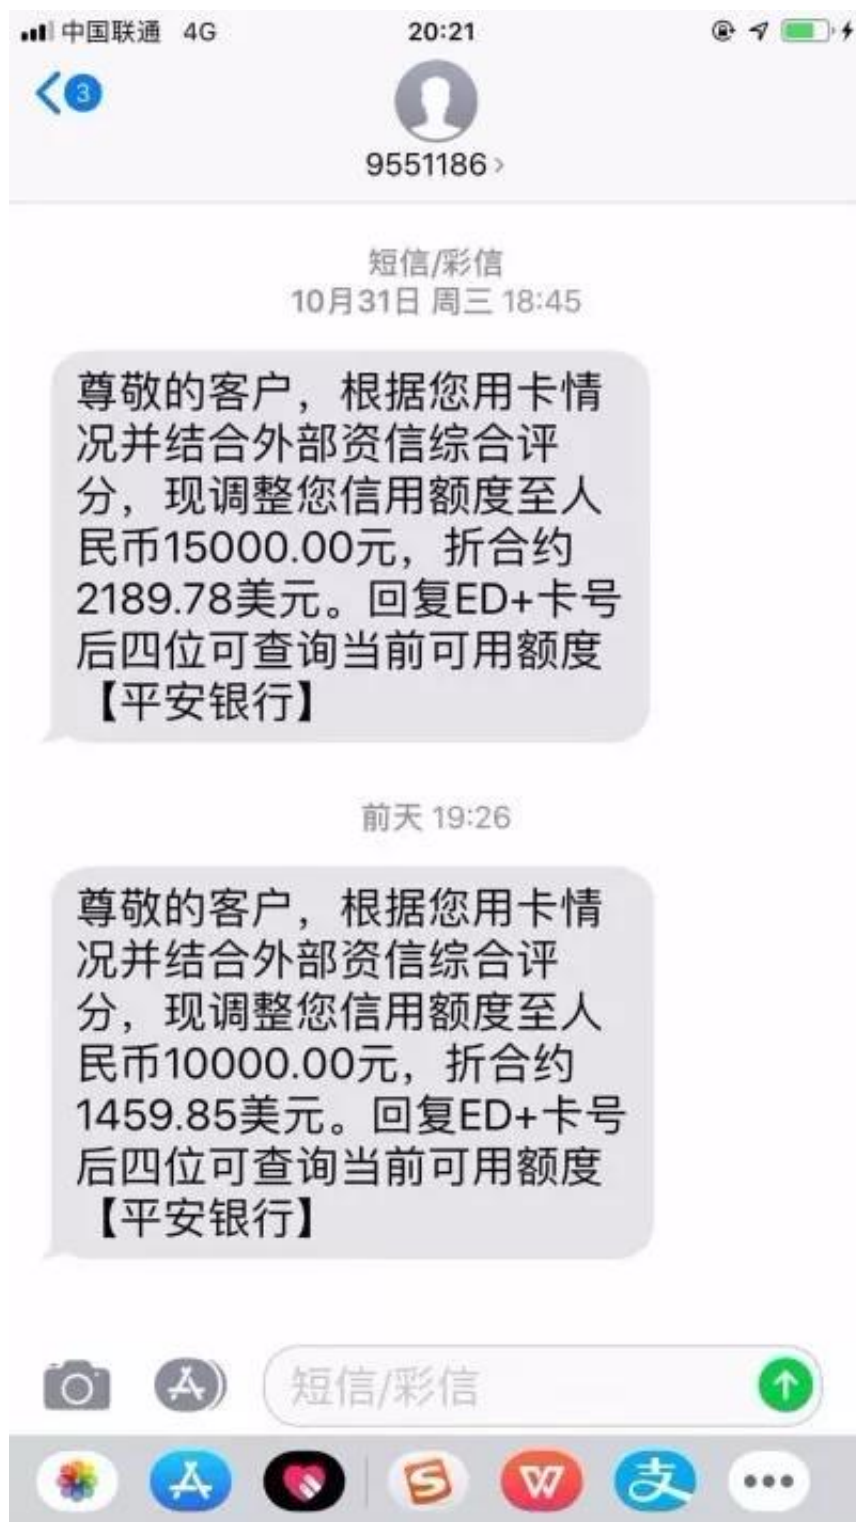 中国联通 4G 20:21
3
9551186
短信/彩信
10月31日 周三 18:45
尊敬的客户，根据您用卡情
况并结合外部资信综合评
分，现调整您信用额度至人
民币15000.00元，折合约
2189.78美元。回复ED+卡号
后四位可查询当前可用额度
【平安银行】
前天 19:26
尊敬的客户，根据您用卡情
况并结合外部资信综合评
分，现调整您信用额度至人
民币10000.00元，折合约
1459.85美元。回复ED+卡号
后四位可查询当前可用额度
【平安银行】
短信/彩信
S W 支